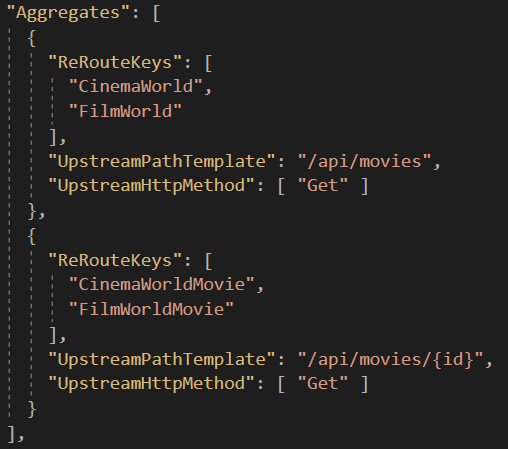 "Aggregates": [
{
"ReRouteKeys": [
"CinemaWorld",
"FilmWorld"
],
"UpstreamPathTemplate": "/api/movies",
"UpstreamHttpMethod": [ "Get" ]
},
{
"ReRouteKeys": [
"CinemaWorldMovie",
"FilmWorldMovie"
],
"UpstreamPathTemplate": "/api/movies/{id}",
"UpstreamHttpMethod": [ "Get" ]
}
],